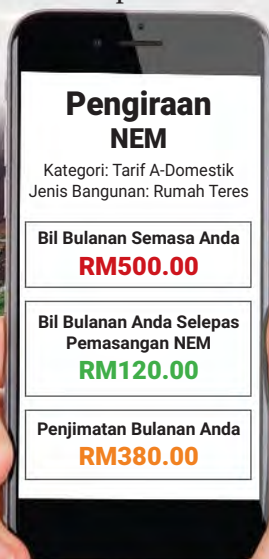 Pengiraan
NEM
Kategori: Tarif A-Domestik
Jenis Bangunan: Rumah Teres
Bil Bulanan Semasa Anda
RM500.00
Bil Bulanan Anda Selepas
Pemasangan NEM
RM120.00
Penjimatan Bulanan Anda
RM380.00